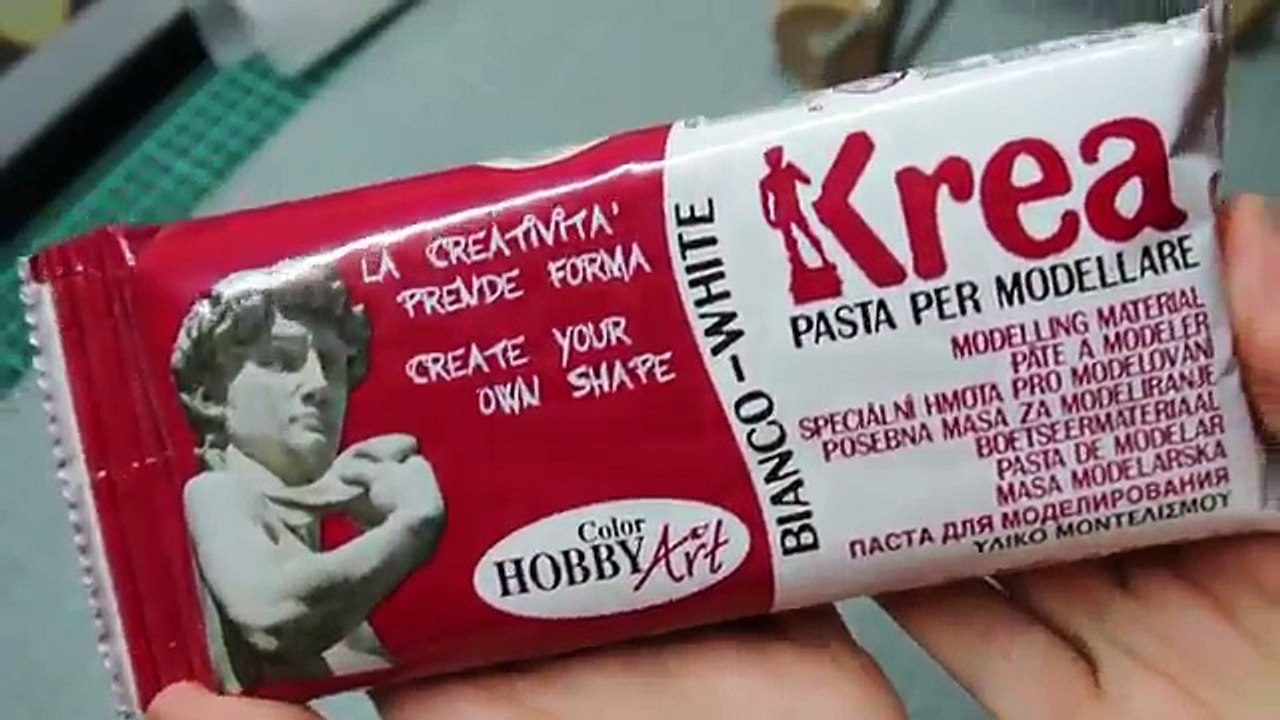 LA CREATIVITA'
PRENDE FORMA
CREATE YOUR
OWN SHAPE
Color
HOBBY Art
BIANCO - WHITE
Krea
PASTA PER MODELLARE
MODELLING MATERIAL
PÂTE A MODELER
SPECIÁLNÍ HMOTA PRO MODELOVÁNÍ
POSEBNA MASA ZA MODELIRANJE
BOETSEERMATERIAAL
PASTA DE MODELAR
MASA MODELARSKA
ПАСТА ДЛЯ МОДЕЛИРОВАНИЯ
ΥΛΙΚΟ ΜΟΝΤΕΛΙΣΜΟΥ